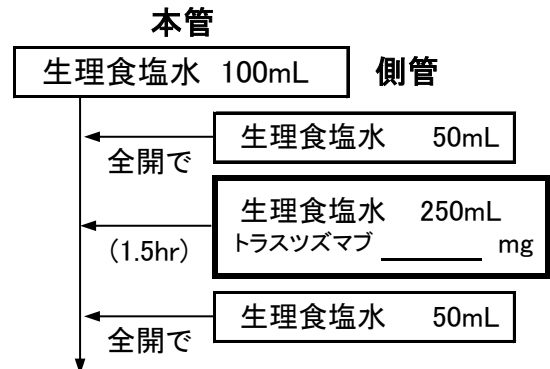 本管
生理食塩水 100mL 側管
生理食塩水 50mL
全開で
生理食塩水 250mL
トラスツズマブ ______ mg
(1.5hr)
生理食塩水 50mL
全開で